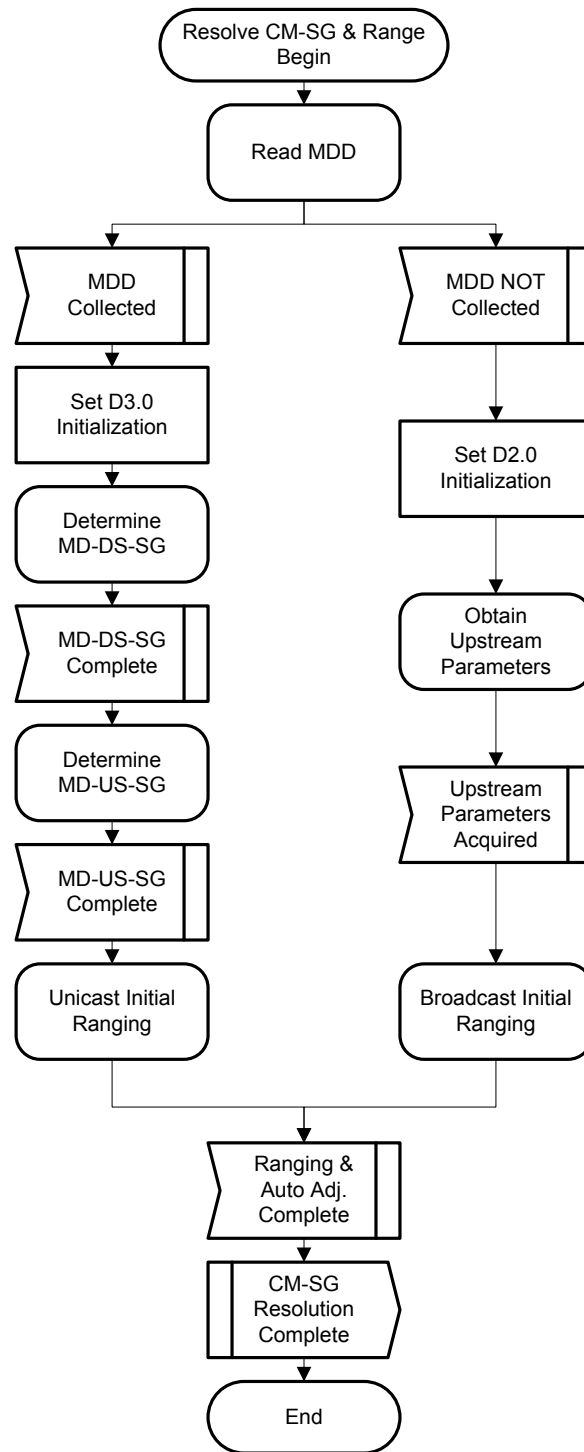 Resolve CM-SG & Range
Begin
Read MDD
MDD
Collected
MDD NOT
Collected
Set D3.0
Initialization
Set D2.0
Initialization
Determine
MD-DS-SG
Obtain
Upstream
Parameters
MD-DS-SG
Complete
Determine
MD-US-SG
Upstream
Parameters
Acquired
MD-US-SG
Complete
Unicast Initial
Ranging
Broadcast Initial
Ranging
Ranging &
Auto Adj.
Complete
CM-SG
Resolution
Complete
End